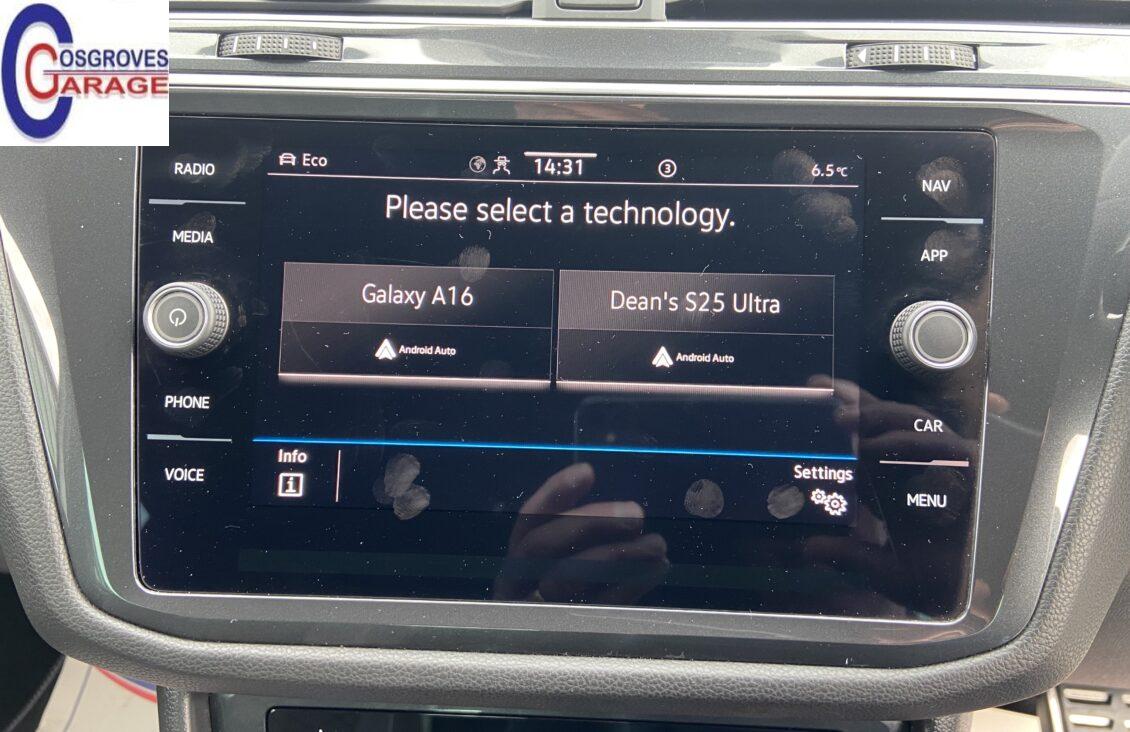 COSGROVES
GARAGE
RADIO
MEDIA
PHONE
VOICE
Eco
14:31
3
6.5°C
Please select a technology.
Galaxy A16
Android Auto
Dean's S25 Ultra
Android Auto
Info
i
Settings
NAV
APP
CAR
MENU